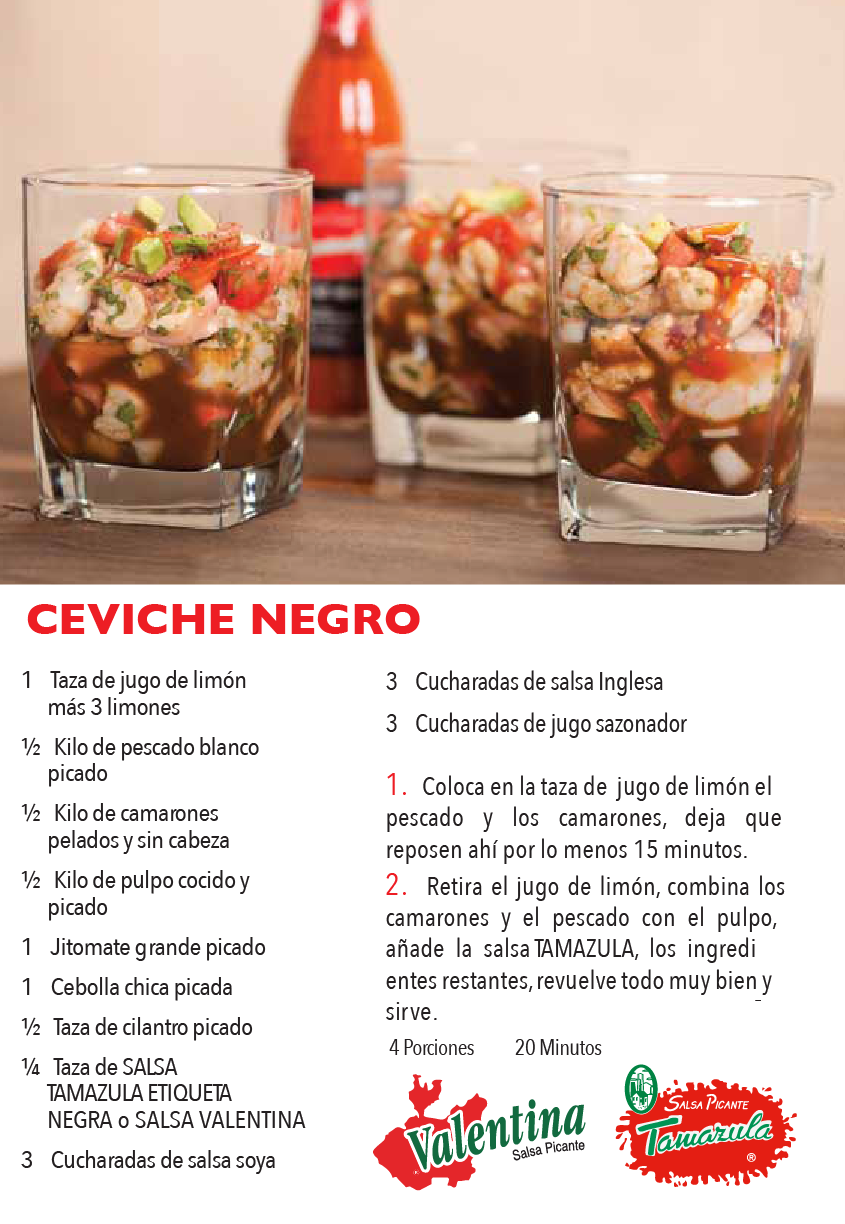 CEVICHE NEGRO
1 Taza de jugo de limón
más 3 limones
½ Kilo de pescado blanco
picado
½ Kilo de camarones
pelados y sin cabeza
½ Kilo de pulpo cocido y
picado
1 Jitomate grande picado
1 Cebolla chica picada
½ Taza de cilantro picado
¼ Taza de SALSA
TAMAZULA ETIQUETA
NEGRA o SALSA VALENTINA
3 Cucharadas de salsa soya
3 Cucharadas de salsa Inglesa
3 Cucharadas de jugo sazonador
1. Coloca en la taza de jugo de limón el
pescado y los camarones, deja que
reposen ahí por lo menos 15 minutos.
2. Retira el jugo de limón, combina los
camarones y el pescado con el pulpo,
añade la salsa TAMAZULA, los ingredi
entes restantes, revuelve todo muy bien y
sirve.
4 Porciones 20 Minutos
Valentina
Salsa Picante
®
SALSA PICANTE
Tamazula
®